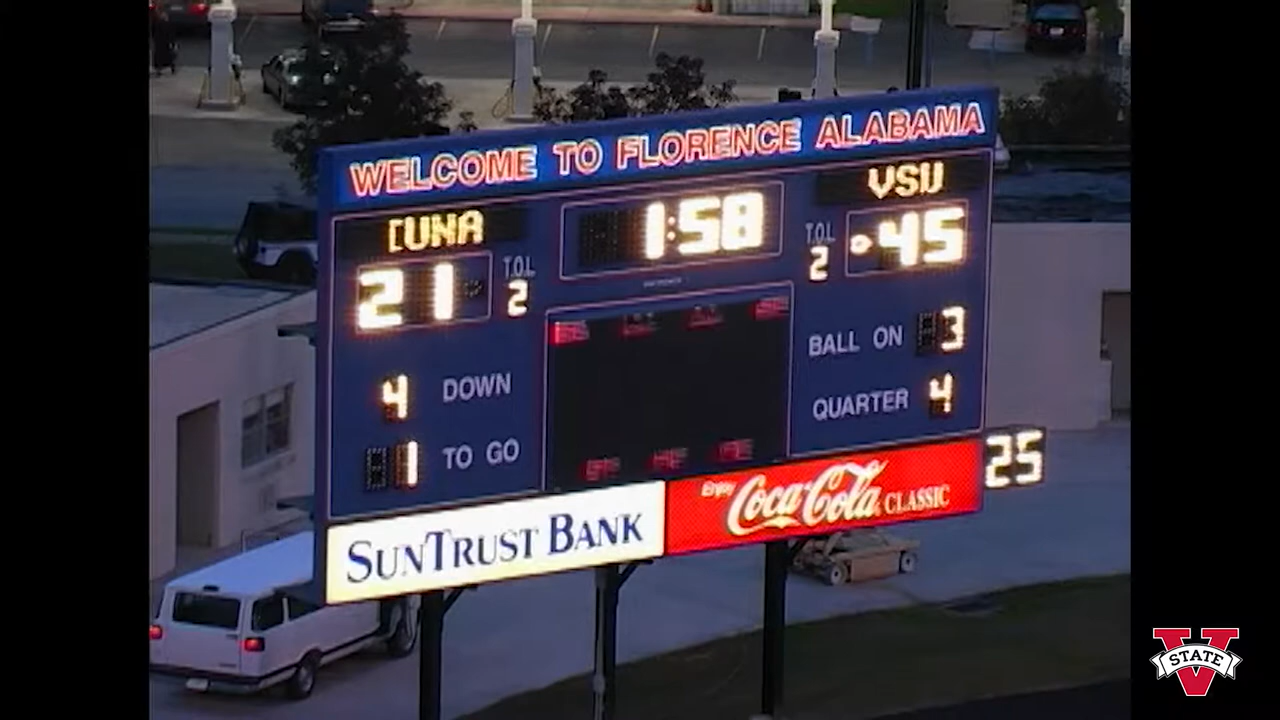 WELCOME TO FLORENCE ALABAMA
CUNA
1:58
VSU
21
T.O.L
2
T.O.L
2
45
BALL ON 3
4 DOWN
QUARTER 4
1 TO GO
25
SUNTRUST BANK
Enjoy Coca-Cola CLASSIC
V STATE